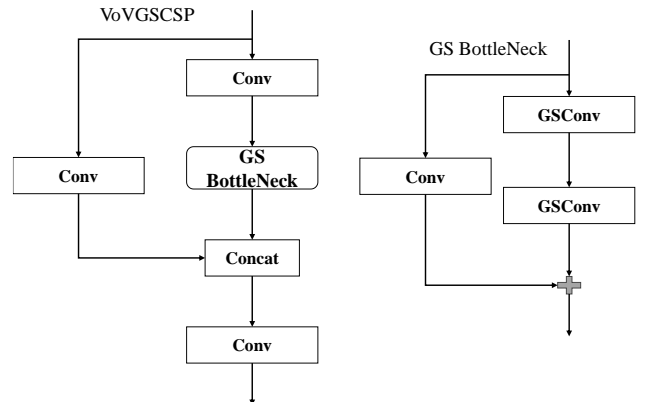 VoVGSCSP
Conv
GS
BottleNeck
Conv
Concat
Conv
GS BottleNeck
GSConv
Conv
GSConv